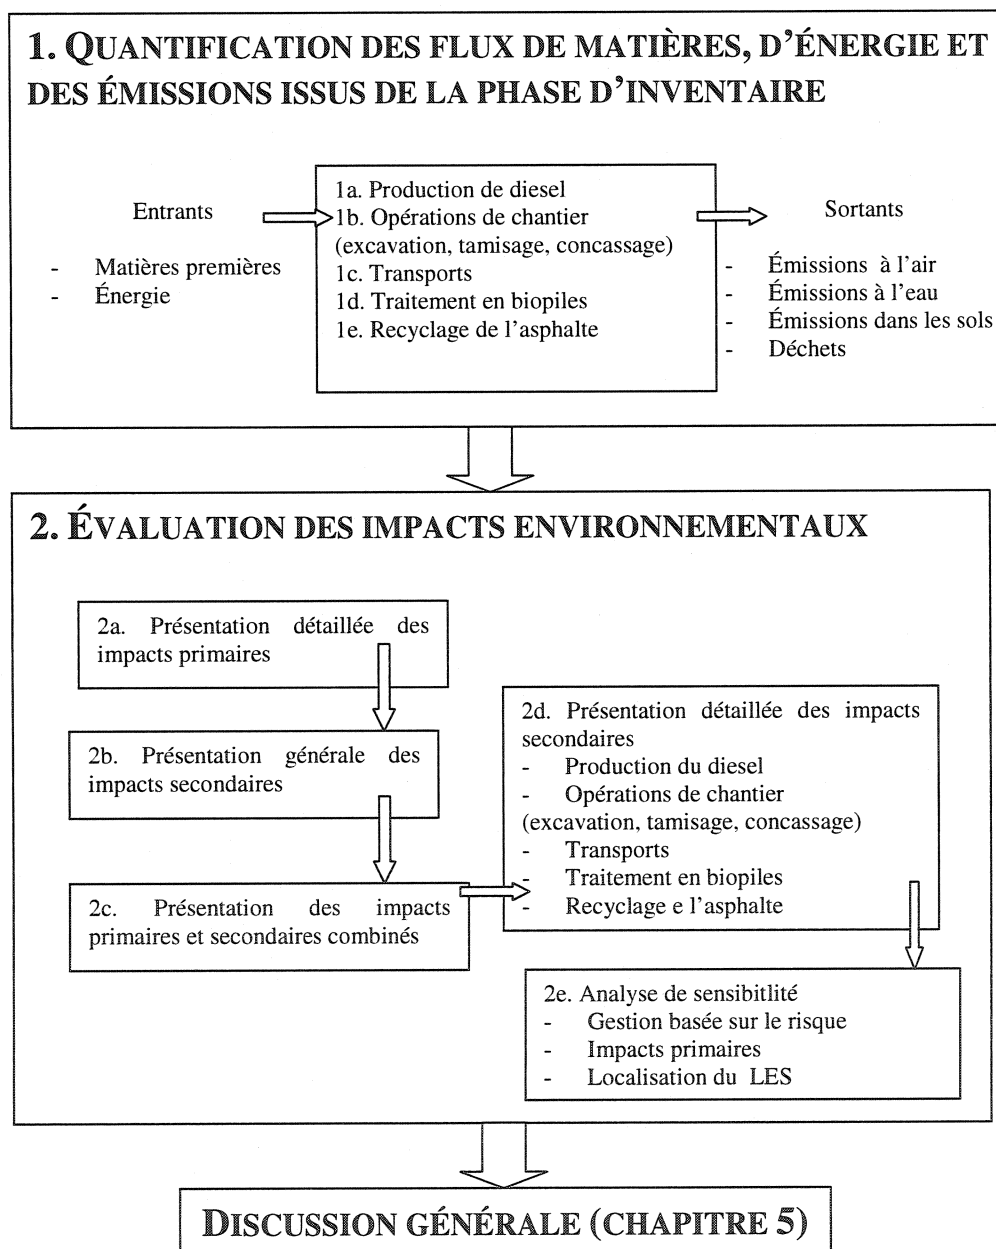 1. QUANTIFICATION DES FLUX DE MATIÈRES, D'ÉNERGIE ET
DES ÉMISSIONS ISSUS DE LA PHASE D'INVENTAIRE
Entrants
- Matières premières
- Énergie
1a. Production de diesel
1b. Opérations de chantier
(excavation, tamisage, concassage)
1c. Transports
1d. Traitement en biopiles
1e. Recyclage de l'asphalte
Sortants
- Émissions à l'air
- Émissions à l'eau
- Émissions dans les sols
- Déchets
2. ÉVALUATION DES IMPACTS ENVIRONNEMENTAUX
2a. Présentation détaillée des
impacts primaires
2b. Présentation générale des
impacts secondaires
2c. Présentation des impacts
primaires et secondaires combinés
2d. Présentation détaillée des impacts
secondaires
- Production du diesel
- Opérations de chantier
(excavation, tamisage, concassage)
- Transports
- Traitement en biopiles
- Recyclage e l'asphalte
2e. Analyse de sensibitlité
- Gestion basée sur le risque
- Impacts primaires
- Localisation du LES
DISCUSSION GÉNÉRALE (CHAPITRE 5)